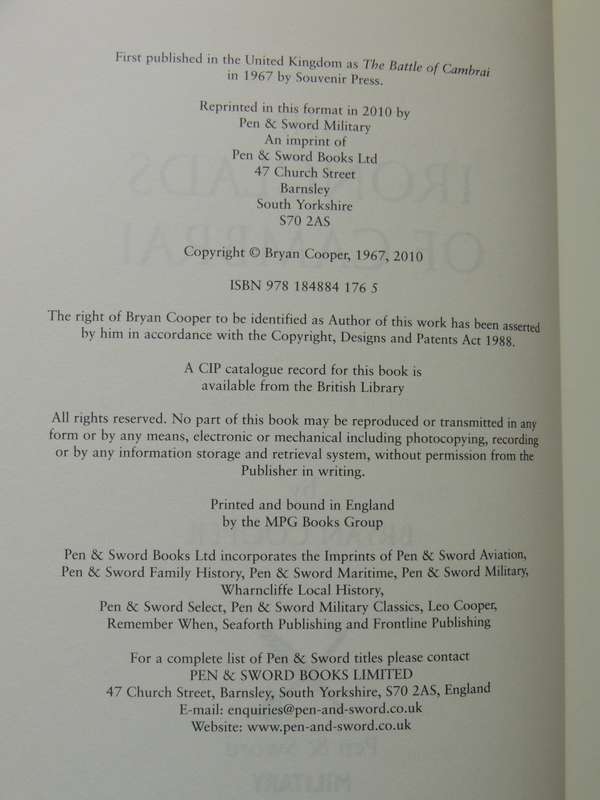 First published in the United Kingdom as The Battle of Cambrai
in 1967 by Souvenir Press.
Reprinted in this format in 2010 by
Pen & Sword Military
An imprint of
Pen & Sword Books Ltd
47 Church Street
Barnsley
South Yorkshire
S70 2AS
Copyright © Bryan Cooper, 1967, 2010
ISBN 978 184884 176 5
The right of Bryan Cooper to be identified as Author of this work has been asserted
by him in accordance with the Copyright, Designs and Patents Act 1988.
A CIP catalogue record for this book is
available from the British Library
All rights reserved. No part of this book may be reproduced or transmitted in any
form or by any means, electronic or mechanical including photocopying, recording
or by any information storage and retrieval system, without permission from the
Publisher in writing.
Printed and bound in England
by the MPG Books Group
Pen & Sword Books Ltd incorporates the Imprints of Pen & Sword Aviation,
Pen & Sword Family History, Pen & Sword Maritime, Pen & Sword Military,
Wharncliffe Local History,
Pen & Sword Select, Pen & Sword Military Classics, Leo Cooper,
Remember When, Seaforth Publishing and Frontline Publishing
For a complete list of Pen & Sword titles please contact
PEN & SWORD BOOKS LIMITED
47 Church Street, Barnsley, South Yorkshire, S70 2AS, England
E-mail: enquiries@pen-and-sword.co.uk
Website: www.pen-and-sword.co.uk